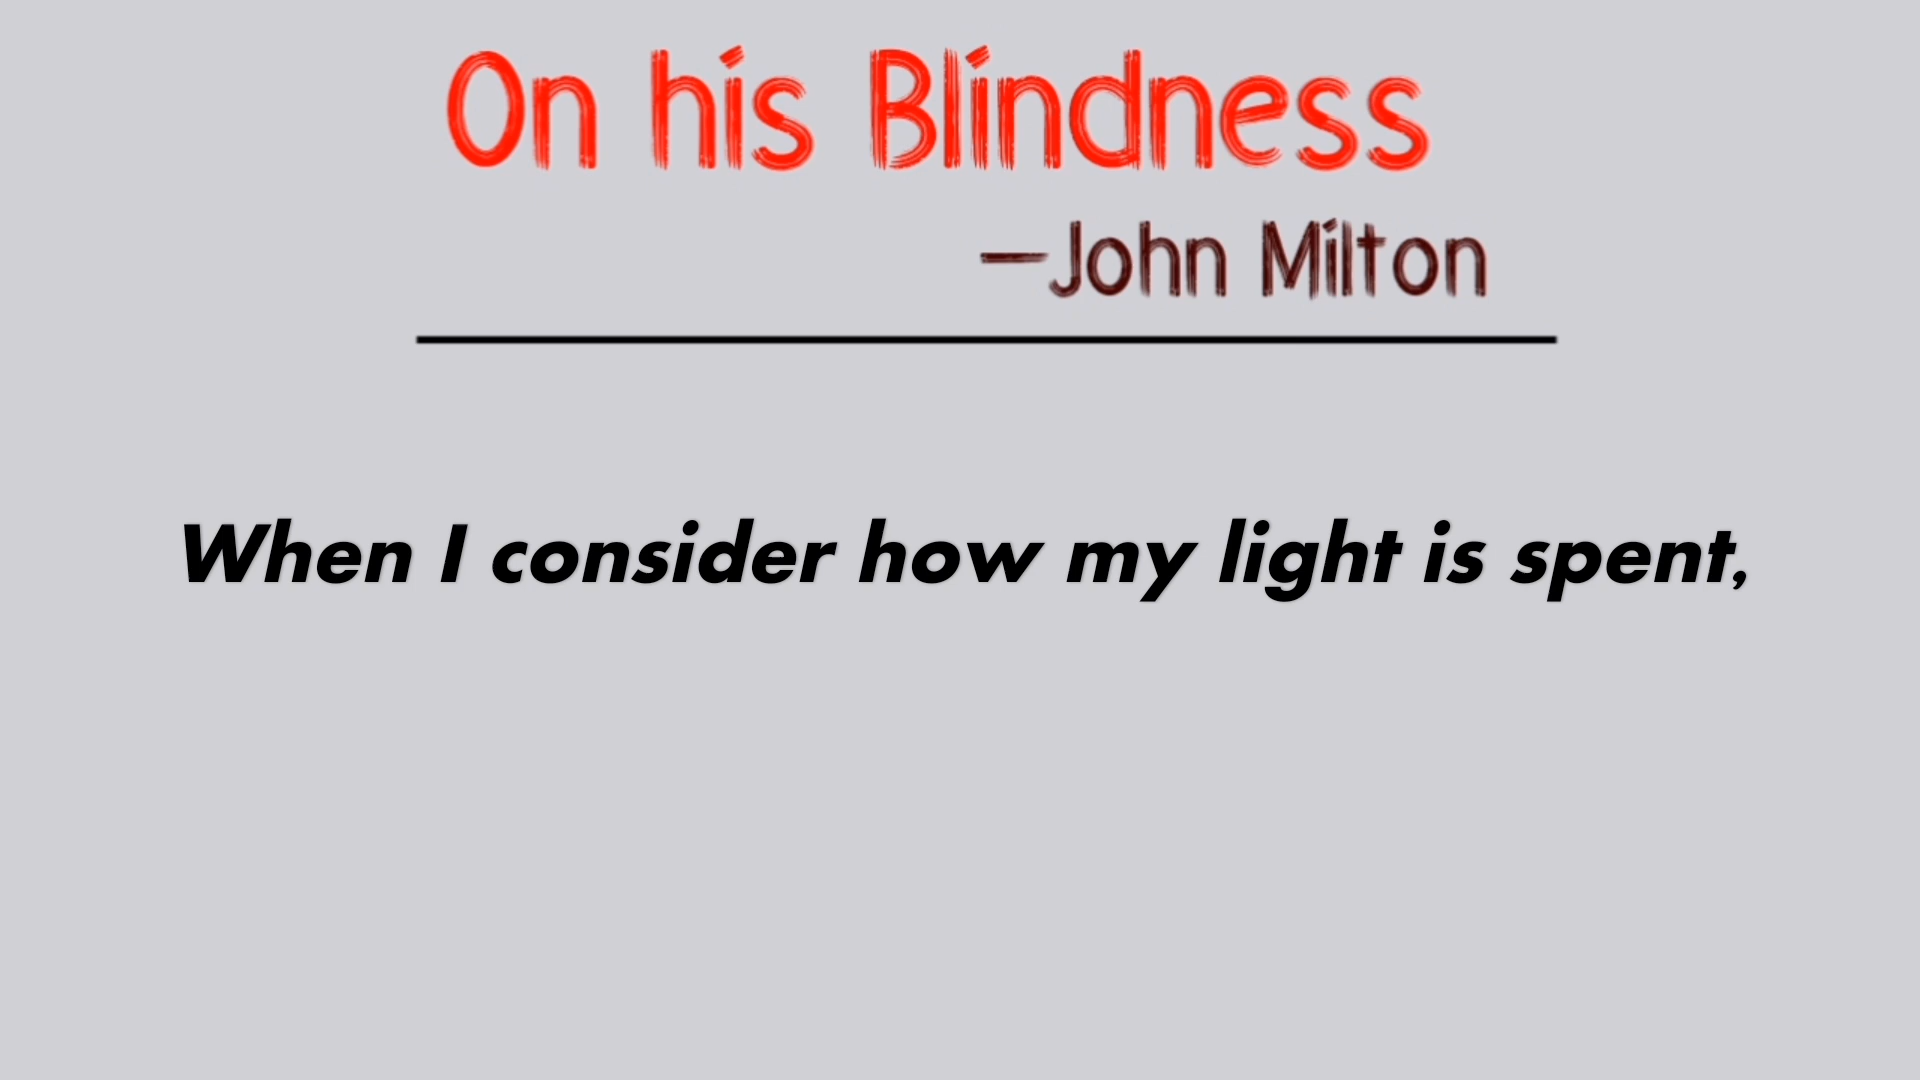 On his Blindness
—John Milton
When I consider how my light is spent,